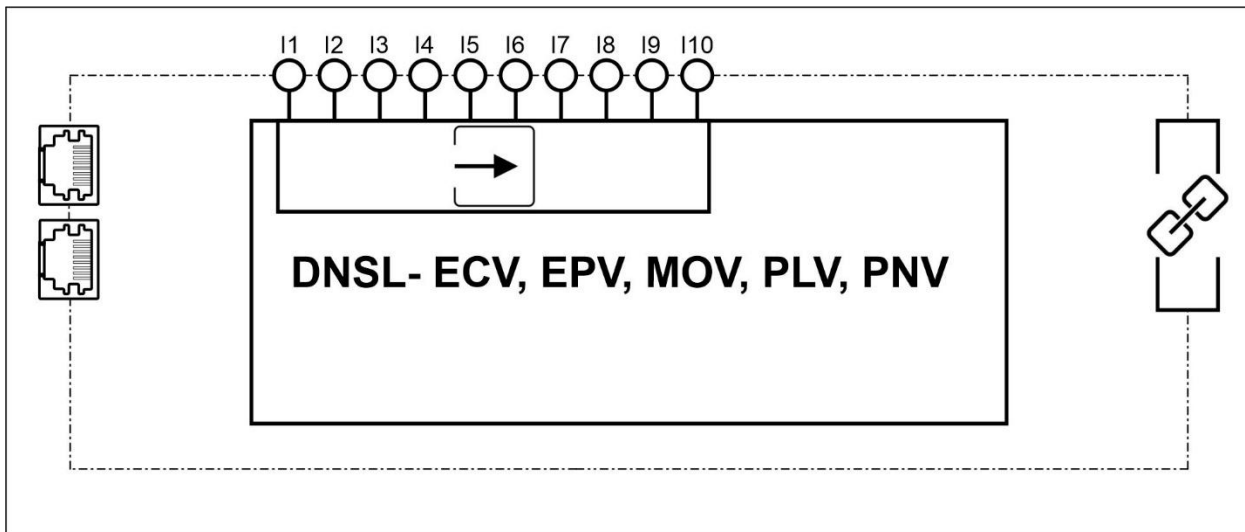 I1 I2 I3 I4 I5 I6 I7 I8 I9 I10
DNSL- ECV, EPV, MOV, PLV, PNV